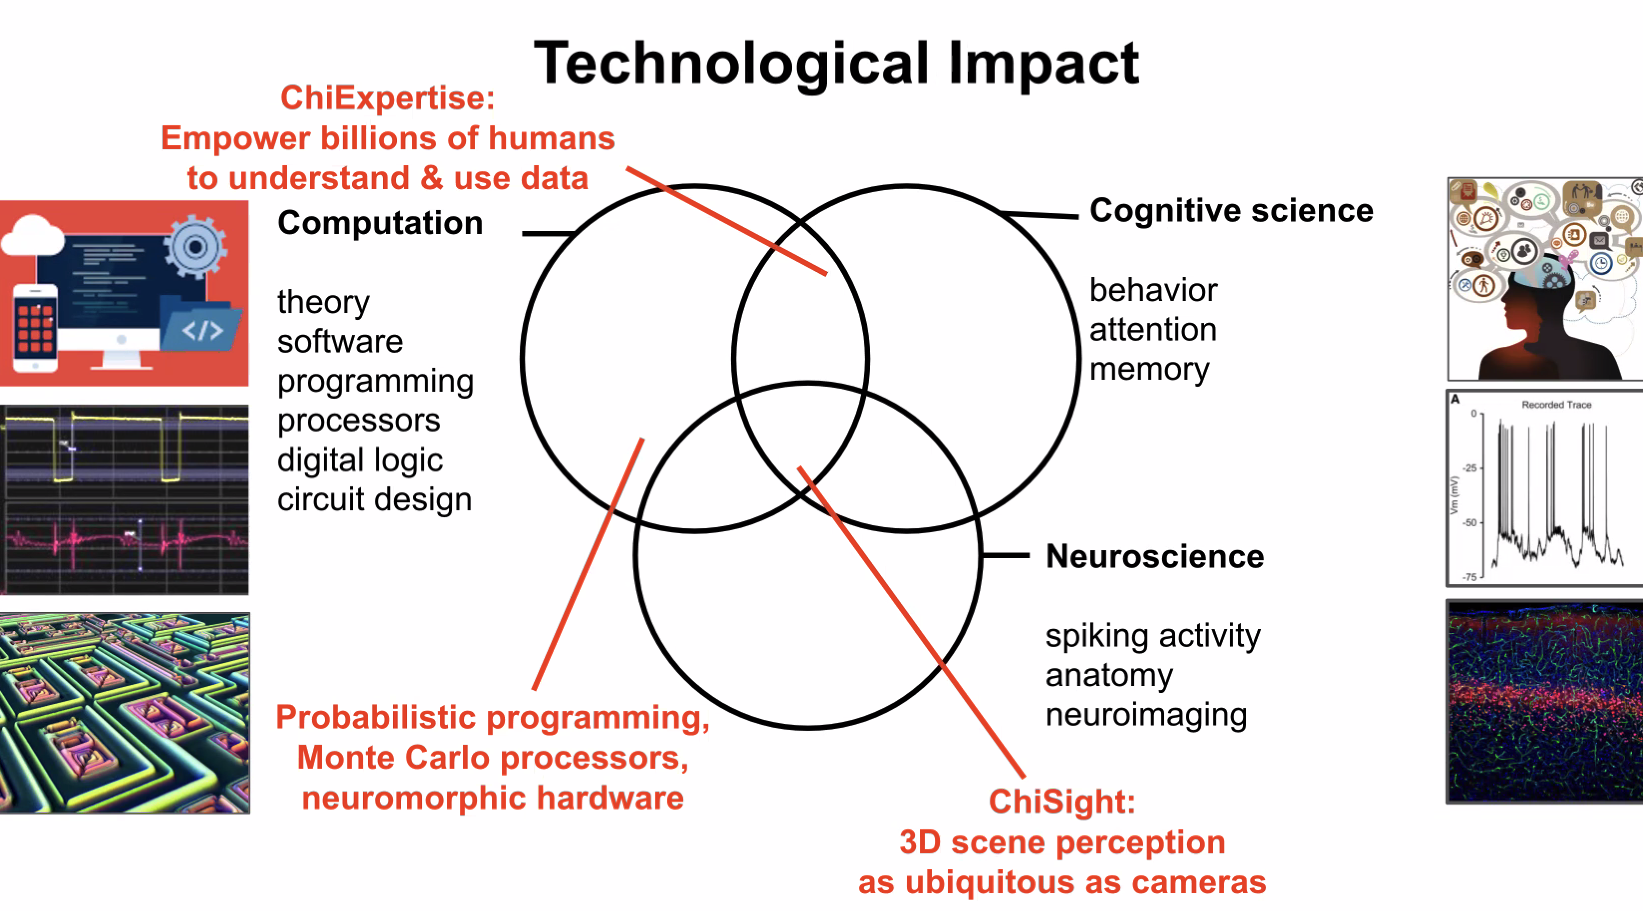 Technological Impact
ChiExpertise:
Empower billions of humans
to understand & use data
Computation
theory
software
programming
processors
digital logic
circuit design
Cognitive science
behavior
attention
memory
Neuroscience
spiking activity
anatomy
neuroimaging
Probabilistic programming,
Monte Carlo processors,
neuromorphic hardware
ChiSight:
3D scene perception
as ubiquitous as cameras
</>
A
Recorded Trace
0
-25
-50
-75
Vm (mV)